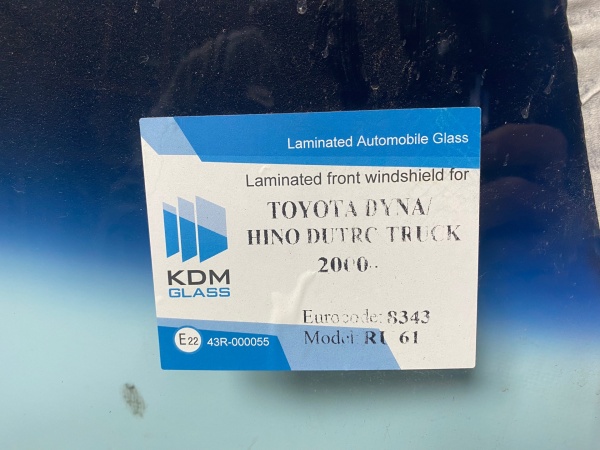 Laminated Automobile Glass
Laminated front windshield for
TOYOTA DYNA/
HINO DUTRO TRUCK
2000-
KDM
GLASS
Eurocode: 8343
Model: RU 61
E22 43R-000055